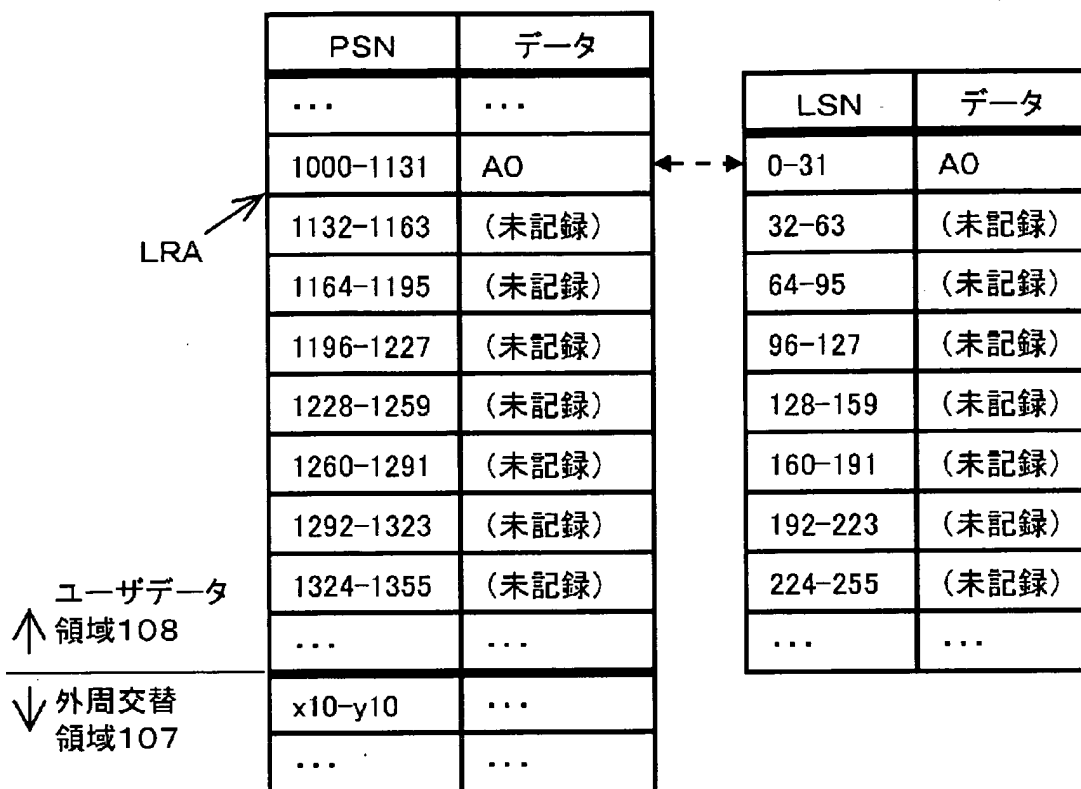 PSN データ
... ...
1000-1131 A0
1132-1163 (未記録)
1164-1195 (未記録)
1196-1227 (未記録)
1228-1259 (未記録)
1260-1291 (未記録)
1292-1323 (未記録)
1324-1355 (未記録)
... ...
x10-y10 ...
... ...
LRA
ユーザデータ
領域108
外周交替
領域107
LSN データ
0-31 A0
32-63 (未記録)
64-95 (未記録)
96-127 (未記録)
128-159 (未記録)
160-191 (未記録)
192-223 (未記録)
224-255 (未記録)
... ...